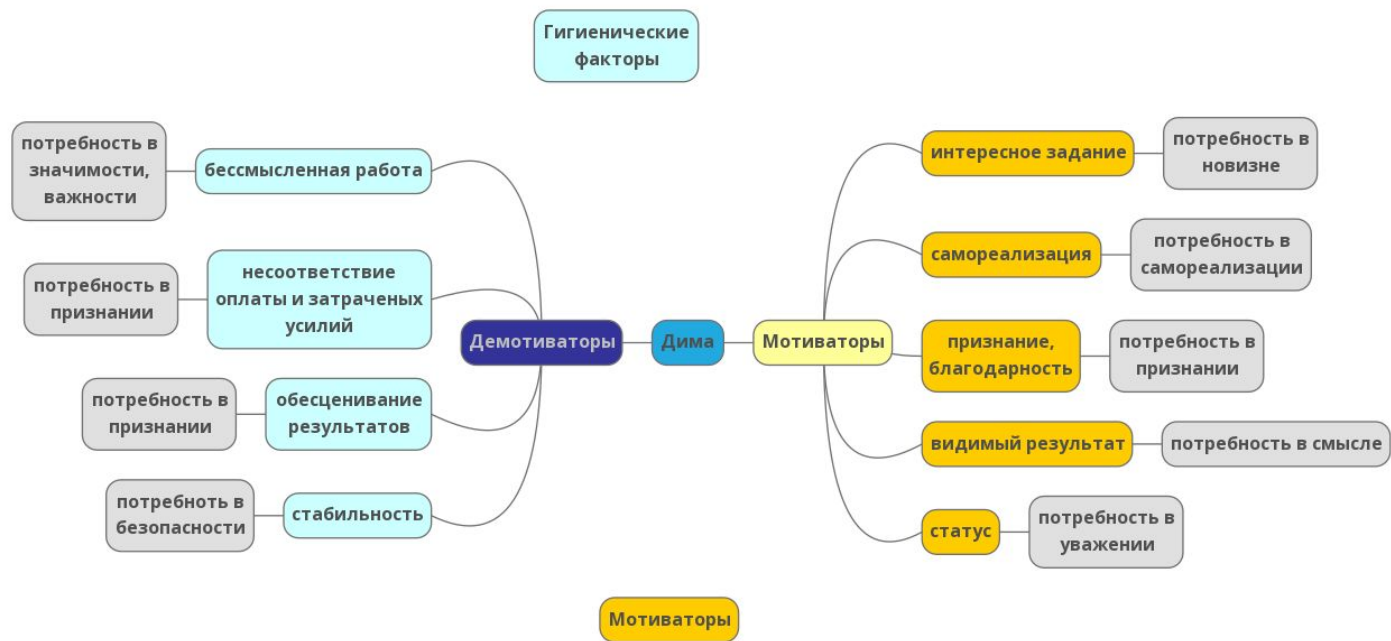 Гигиенические
факторы
потребность в
значимости,
важности
бессмысленная работа
потребность в
признании
несоответствие
оплаты и затраченых
усилий
потребность в
признании
обесценивание
результатов
потребноть в
безопасности
стабильность
Демотиваторы
Дима
Мотиваторы
интересное задание
потребность в
новизне
самореализация
потребность в
самореализации
признание,
благодарность
потребность в
признании
видимый результат
потребность в смысле
статус
потребность в
уважении
Мотиваторы